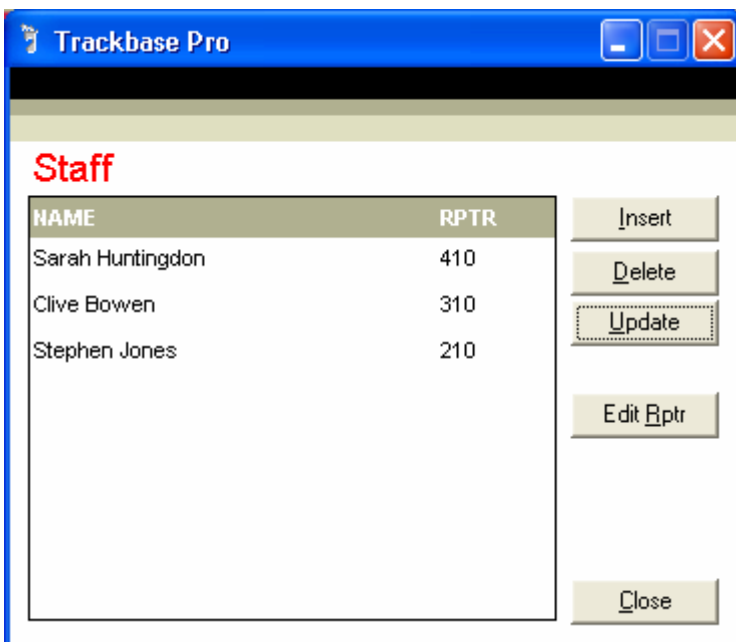 Trackbase Pro
Staff
NAME RPTR
Sarah Huntingdon 410
Clive Bowen 310
Stephen Jones 210
Insert
Delete
Update
Edit Rptr
Close